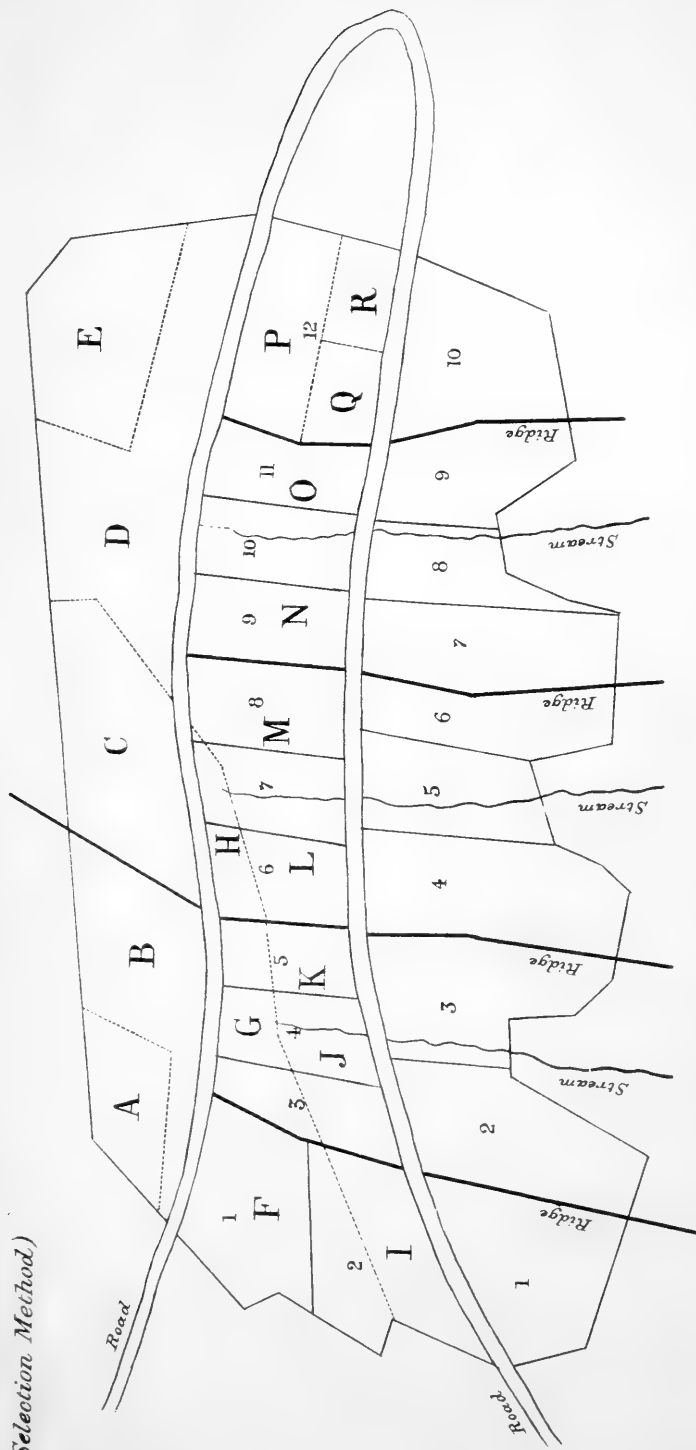 Selection Method)
Road
Road
A
B
C
D
E
F
G
H
I
J
K
L
M
N
O
P
Q
R
1
2
3
4
5
6
7
8
9
10
11
12
1
2
3
4
5
6
7
8
9
10
Ridge
Stream
Ridge
Stream
Ridge
Stream
Ridge